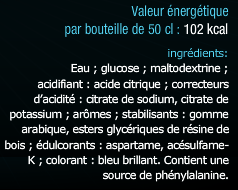 Valeur énergétique
par bouteille de 50 cl : 102 kcal
ingrédients:
Eau ; glucose ; maltodextrine ;
acidifiant : acide citrique ; correcteurs
d'acidité : citrate de sodium, citrate de
potassium ; arômes ; stabilisants : gomme
arabique, esters glycériques de résine de
bois ; édulcorants : aspartame, acésulfame-
K ; colorant : bleu brillant. Contient une
source de phénylalanine.